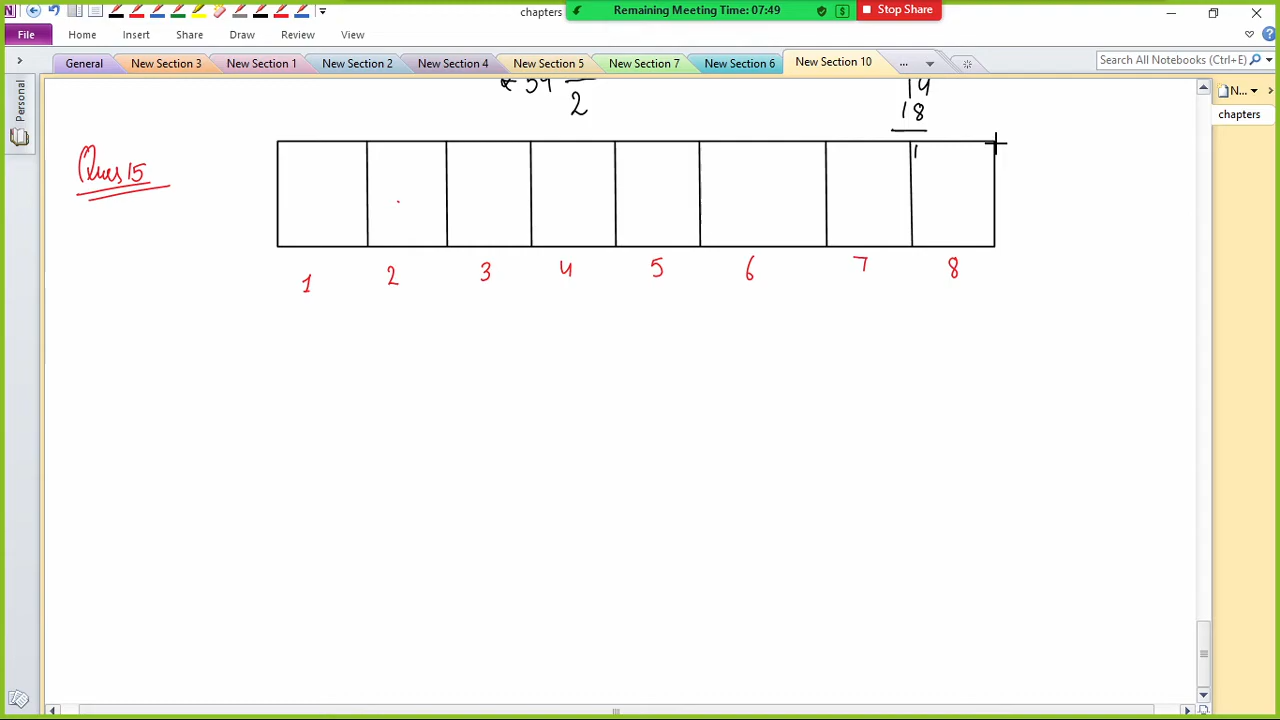 chapters
Remaining Meeting Time: 07:49
Stop Share
File Home Insert Share Draw Review View
General New Section 3 New Section 1 New Section 2 New Section 4 New Section 5 New Section 7 New Section 6 New Section 10 ... Search All Notebooks (Ctrl+E)
Personal
N...
chapters
2
19
18
1
Ques 15
1 2 3 4 5 6 7 8